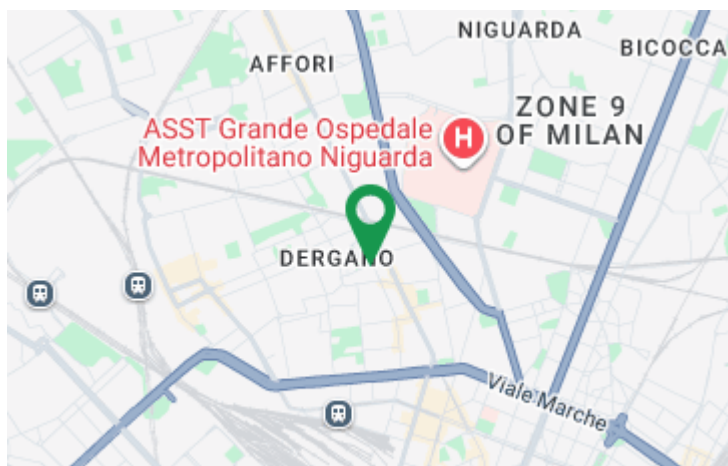 NIGUARDA
BICOCCA
AFFORI
ZONE 9
OF MILAN
ASST Grande Ospedale
Metropolitano Niguarda
H
DERGANO
Viale Marche